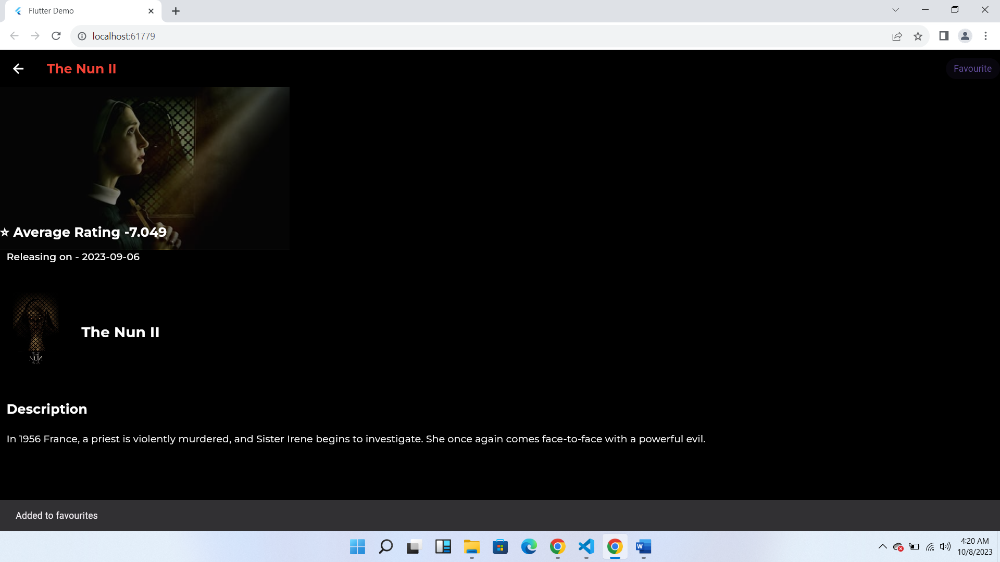 Flutter Demo
localhost:61779
The Nun II
Favourite
☆ Average Rating -7.049
Releasing on - 2023-09-06
NUN
The Nun II
Description
In 1956 France, a priest is violently murdered, and Sister Irene begins to investigate. She once again comes face-to-face with a powerful evil.
Added to favourites
4:20 AM
10/8/2023